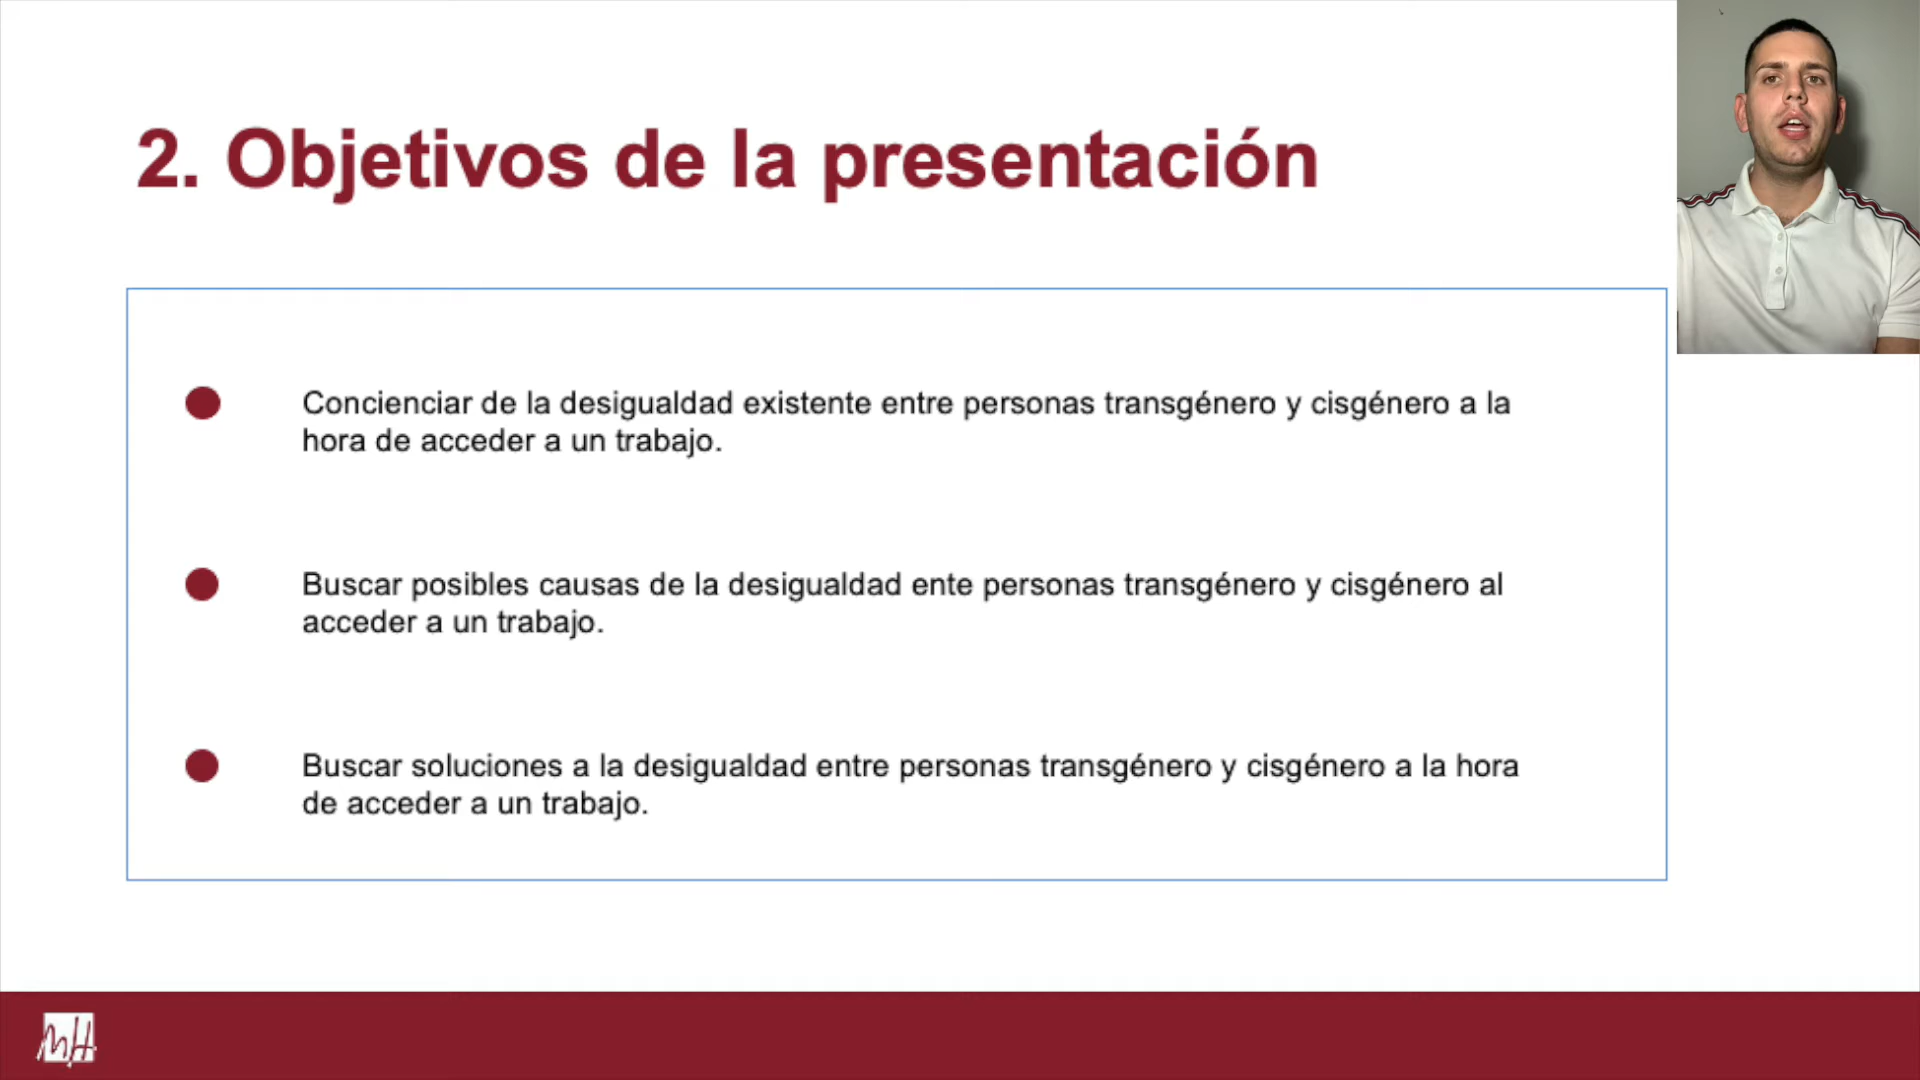 2. Objetivos de la presentación
Concienciar de la desigualdad existente entre personas transgénero y cisgénero a la
hora de acceder a un trabajo.
Buscar posibles causas de la desigualdad ente personas transgénero y cisgénero al
acceder a un trabajo.
Buscar soluciones a la desigualdad entre personas transgénero y cisgénero a la hora
de acceder a un trabajo.
mH